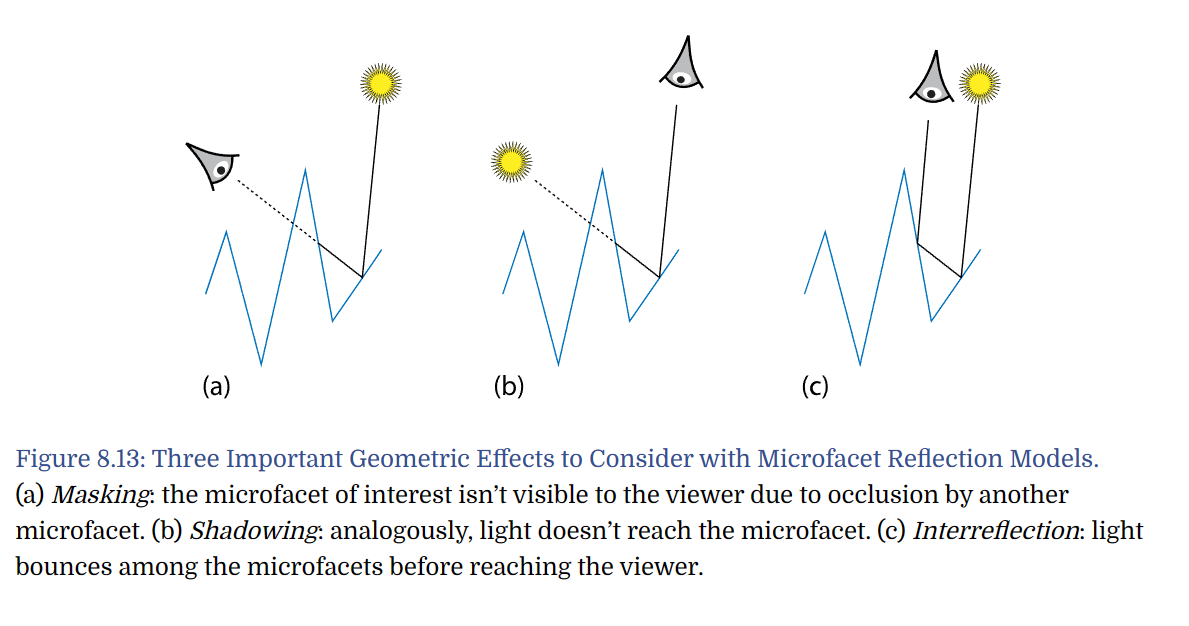 (a) (b) (c)
Figure 8.13: Three Important Geometric Effects to Consider with Microfacet Reflection Models.
(a) Masking: the microfacet of interest isn’t visible to the viewer due to occlusion by another
microfacet. (b) Shadowing: analogously, light doesn’t reach the microfacet. (c) Interreflection: light
bounces among the microfacets before reaching the viewer.